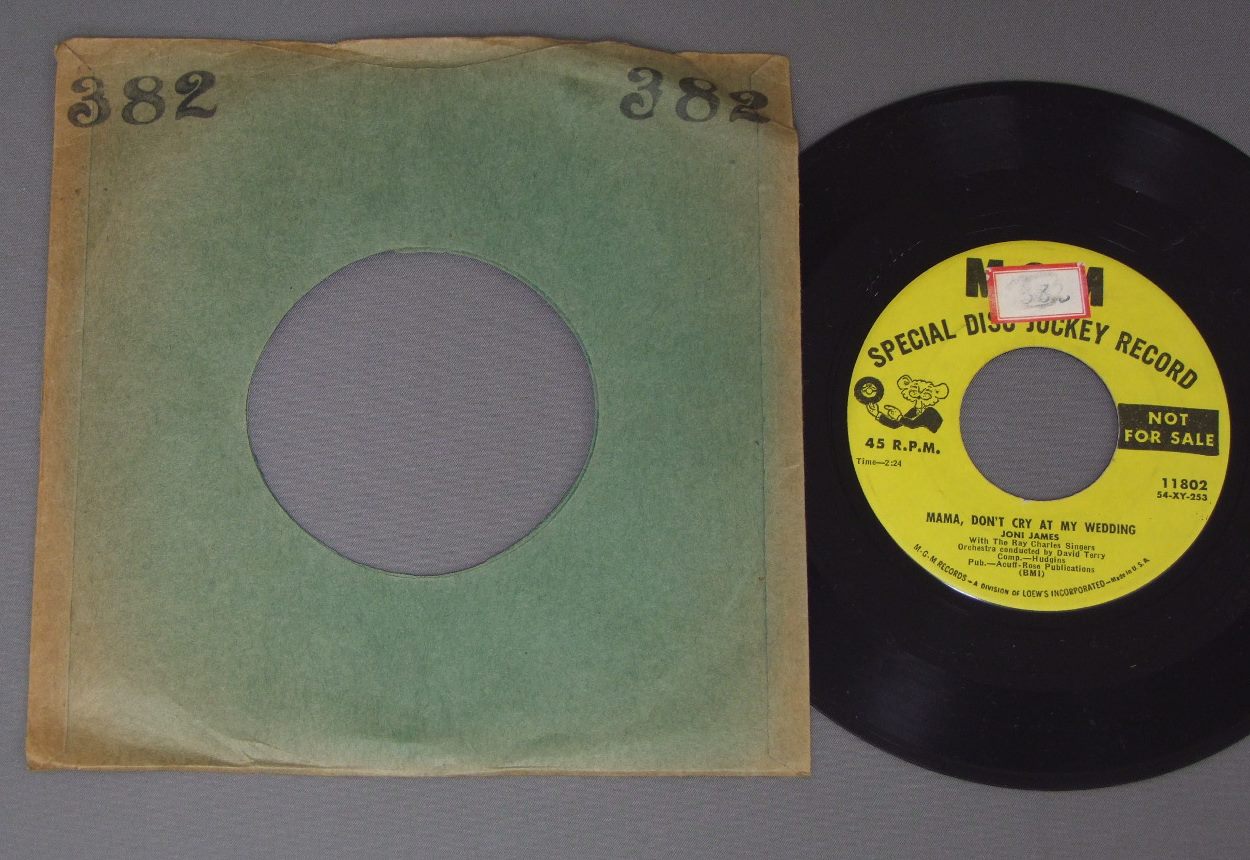 382 382
M-G-M
382
SPECIAL DISC JOCKEY RECORD
NOT
FOR SALE
45 R.P.M.
Time—2:24
11802
54-XY-253
MAMA, DON'T CRY AT MY WEDDING
JONI JAMES
With The Ray Charles Singers
Orchestra conducted by David Terry
Comp.—Hudgins
Pub.—Acuff-Rose Publications
(BMI)
M-G-M RECORDS—A DIVISION OF LOEW'S INCORPORATED—Made in U.S.A